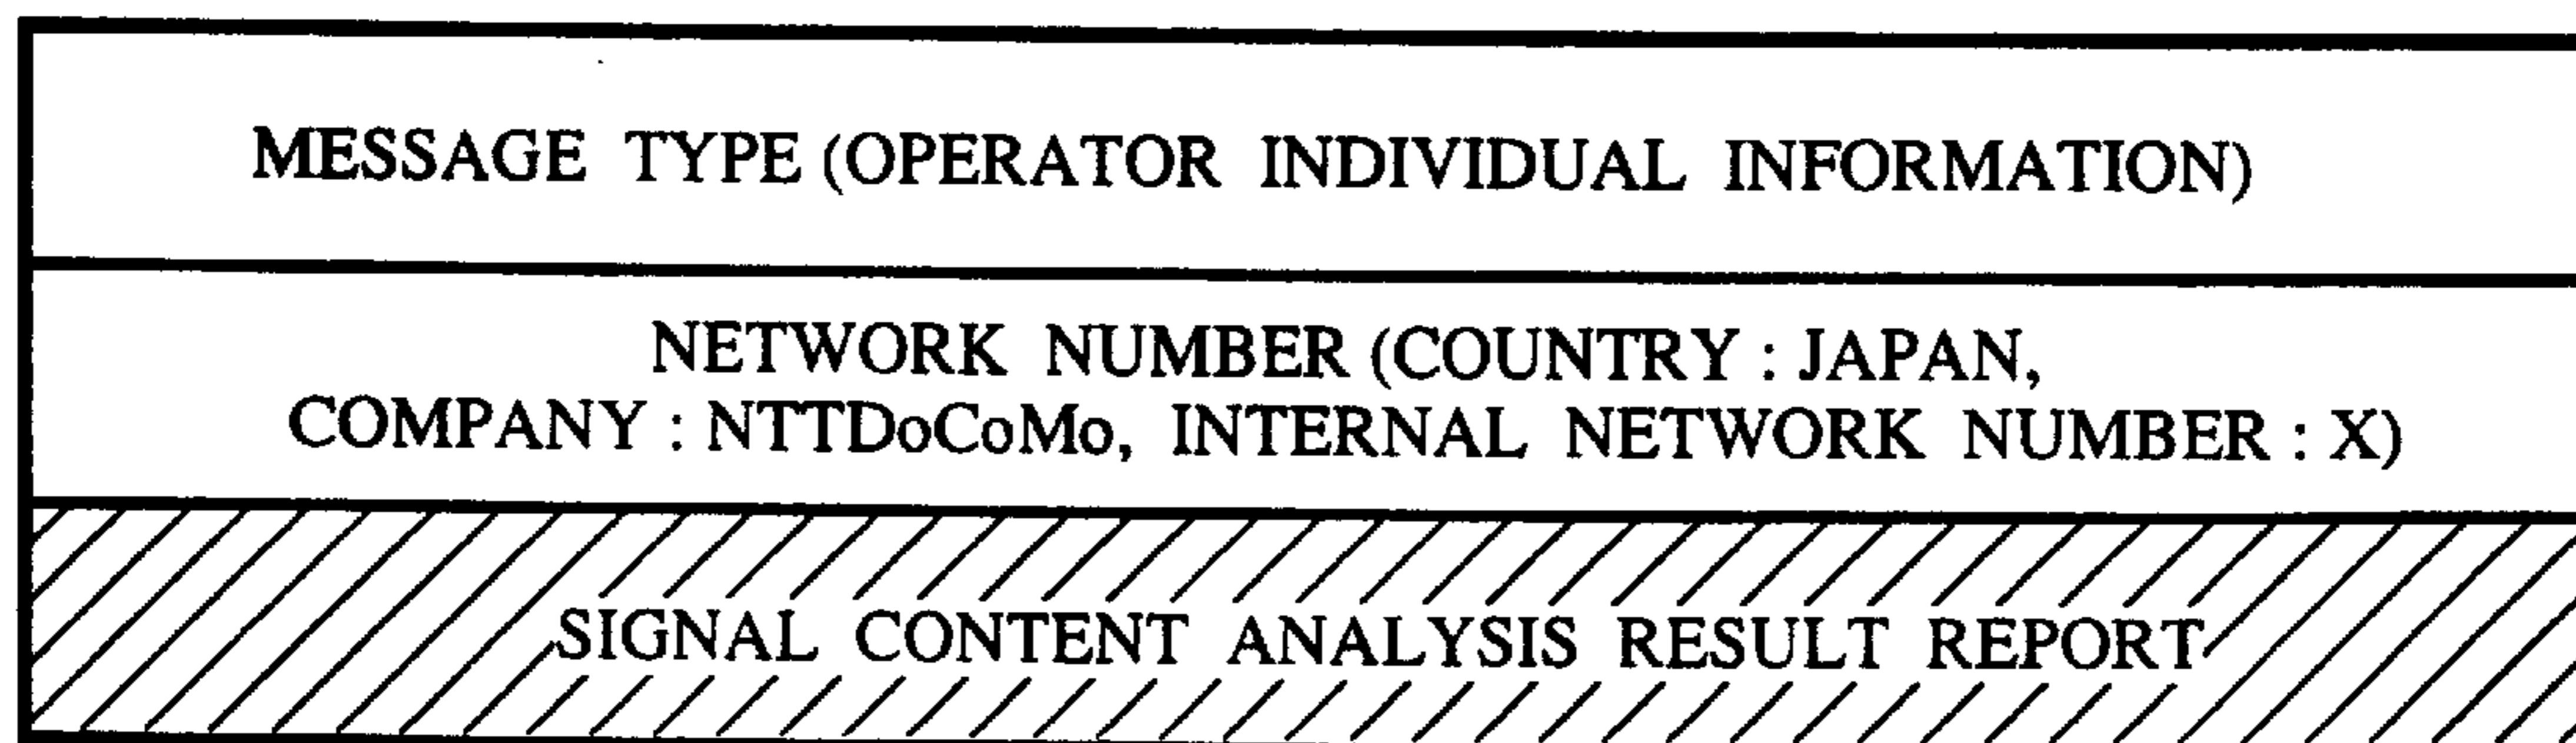 MESSAGE TYPE (OPERATOR INDIVIDUAL INFORMATION)
NETWORK NUMBER (COUNTRY : JAPAN,
COMPANY : NTTDoCoMo, INTERNAL NETWORK NUMBER : X)
SIGNAL CONTENT ANALYSIS RESULT REPORT